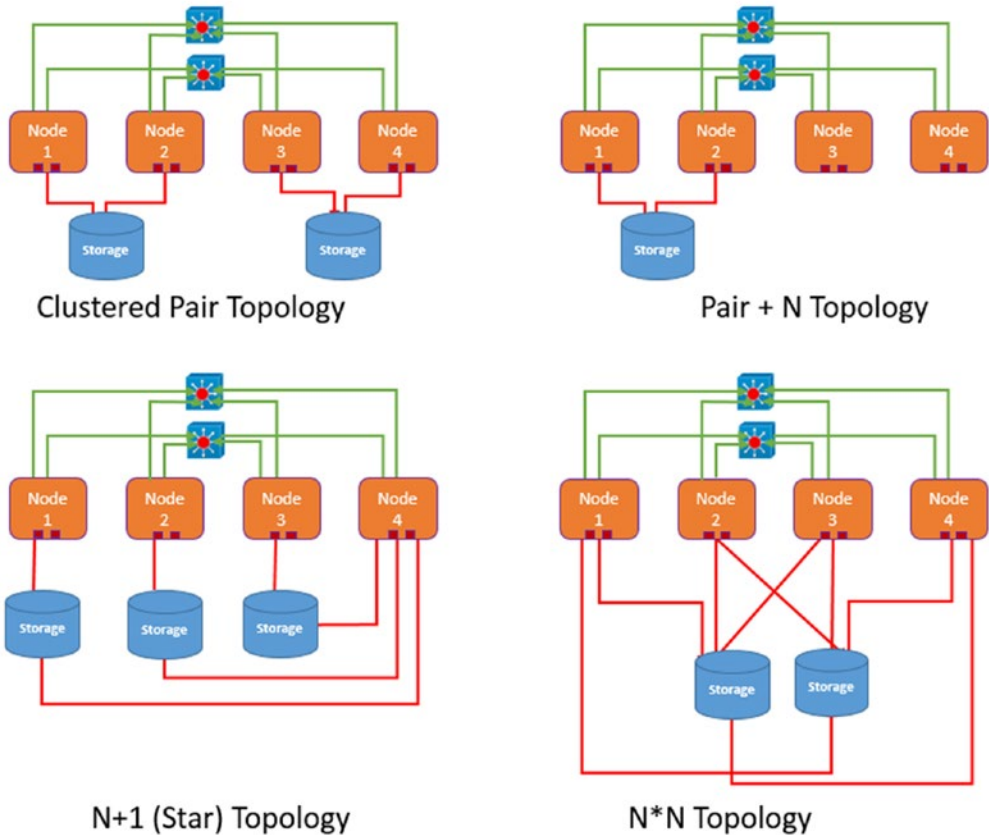 Node 1
Node 2
Node 3
Node 4
Storage
Storage
Clustered Pair Topology
Node 1
Node 2
Node 3
Node 4
Storage
Pair + N Topology
Node 1
Node 2
Node 3
Node 4
Storage
Storage
Storage
N+1 (Star) Topology
Node 1
Node 2
Node 3
Node 4
Storage
Storage
N*N Topology